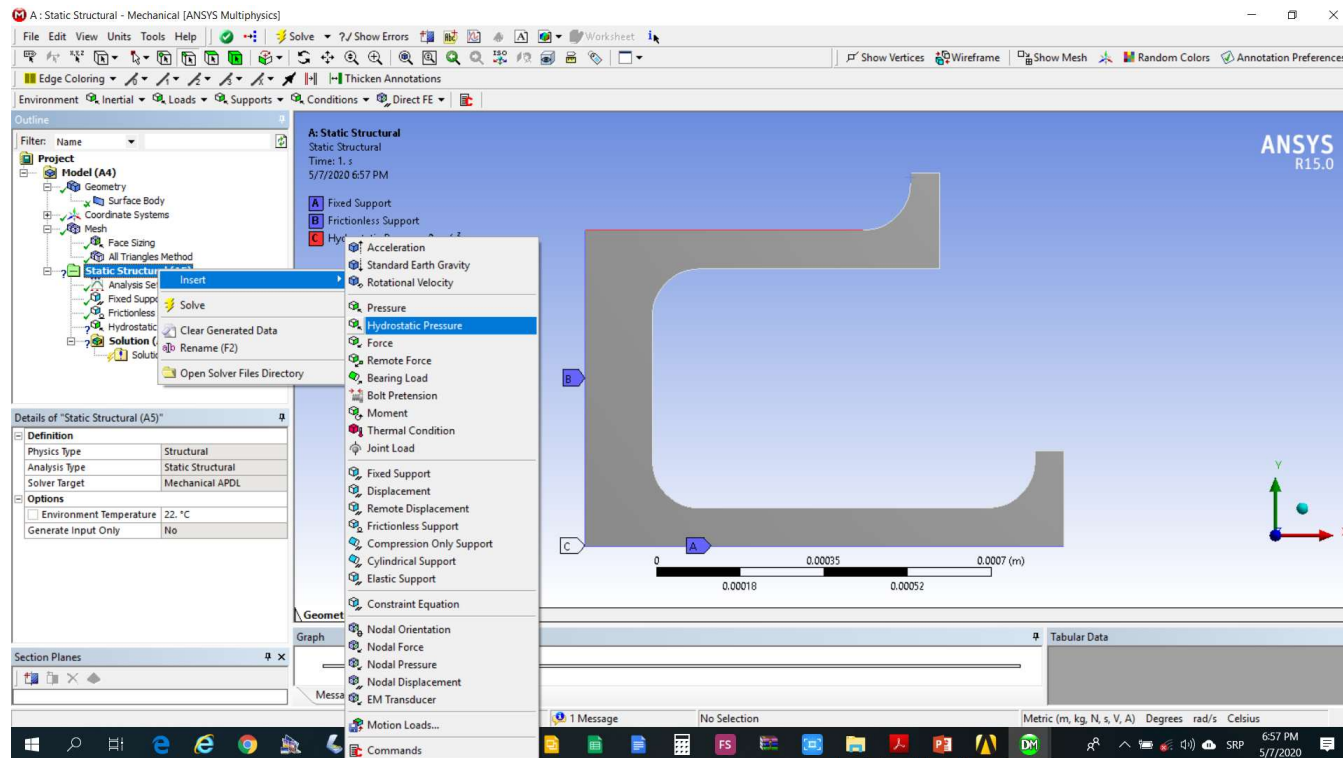 A : Static Structural - Mechanical [ANSYS Multiphysics]
File Edit View Units Tools Help Solve ?/ Show Errors Worksheet
Show Vertices Wireframe Show Mesh Random Colors Annotation Preferences
Edge Coloring Thicken Annotations
Environment Inertial Loads Supports Conditions Direct FE
Outline
Filter: Name
Project
Model (A4)
Geometry
Surface Body
Coordinate Systems
Mesh
Face Sizing
All Triangles Method
Static Structural
Analysis Se
Fixed Suppo
Frictionless
Hydrostatic
Solution (
Solutio
Insert
Solve
Clear Generated Data
Rename (F2)
Open Solver Files Directory
Acceleration
Standard Earth Gravity
Rotational Velocity
Pressure
Hydrostatic Pressure
Force
Remote Force
Bearing Load
Bolt Pretension
Moment
Thermal Condition
Joint Load
Fixed Support
Displacement
Remote Displacement
Frictionless Support
Compression Only Support
Cylindrical Support
Elastic Support
Constraint Equation
Nodal Orientation
Nodal Force
Nodal Pressure
Nodal Displacement
EM Transducer
Motion Loads...
Commands
A: Static Structural
Static Structural
Time: 1. s
5/7/2020 6:57 PM
A Fixed Support
B Frictionless Support
C Hyd
ANSYS
R15.0
B
C
A
0 0.00035 0.0007 (m)
0.00018 0.00052
Y
Details of "Static Structural (A5)"
Definition
Physics Type Structural
Analysis Type Static Structural
Solver Target Mechanical APDL
Options
Environment Temperature 22. °C
Generate Input Only No
Section Planes
Geomet
Graph
Messa
Tabular Data
1 Message No Selection Metric (m, kg, N, s, V, A) Degrees rad/s Celsius
FS DM SRP 6:57 PM
5/7/2020